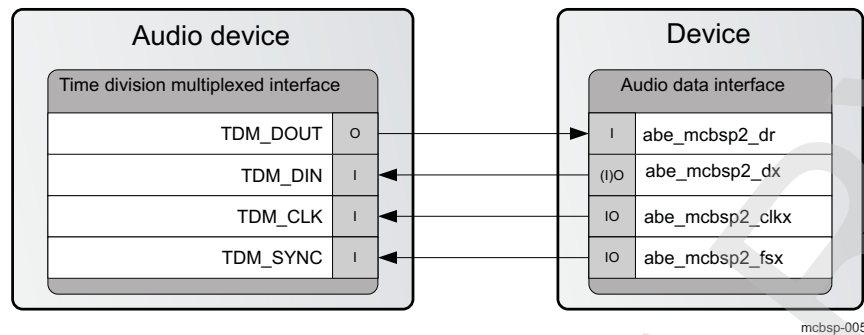 Audio device
Device
Time division multiplexed interface
Audio data interface
TDM_DOUT O I abe_mcbsp2_dr
TDM_DIN I (I)O abe_mcbsp2_dx
TDM_CLK I IO abe_mcbsp2_clkx
TDM_SYNC I IO abe_mcbsp2_fsx
mcbsp-005